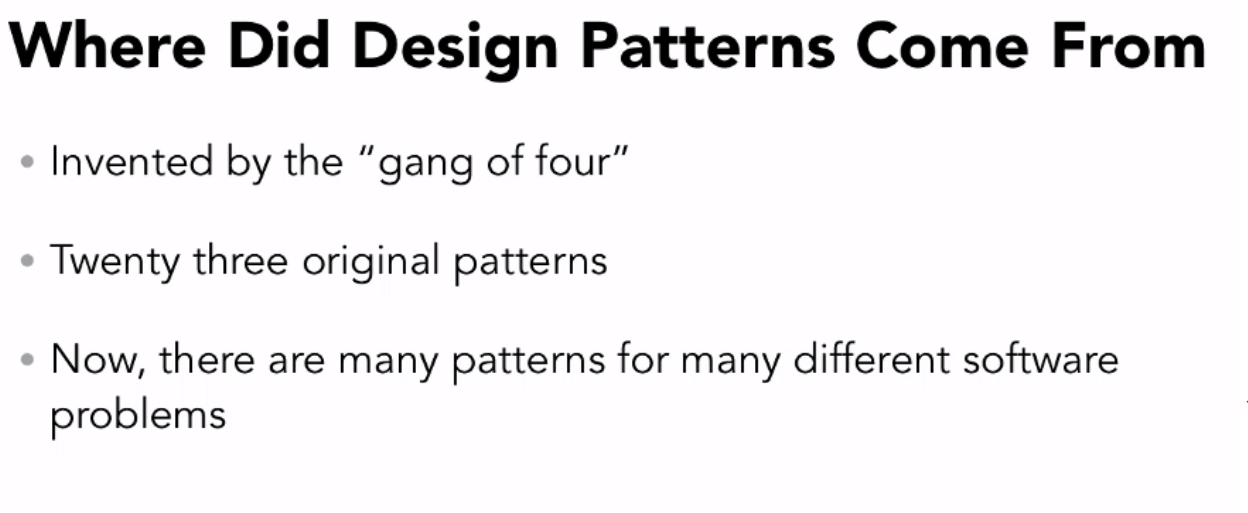 Where Did Design Patterns Come From
• Invented by the “gang of four”
• Twenty three original patterns
• Now, there are many patterns for many different software
problems